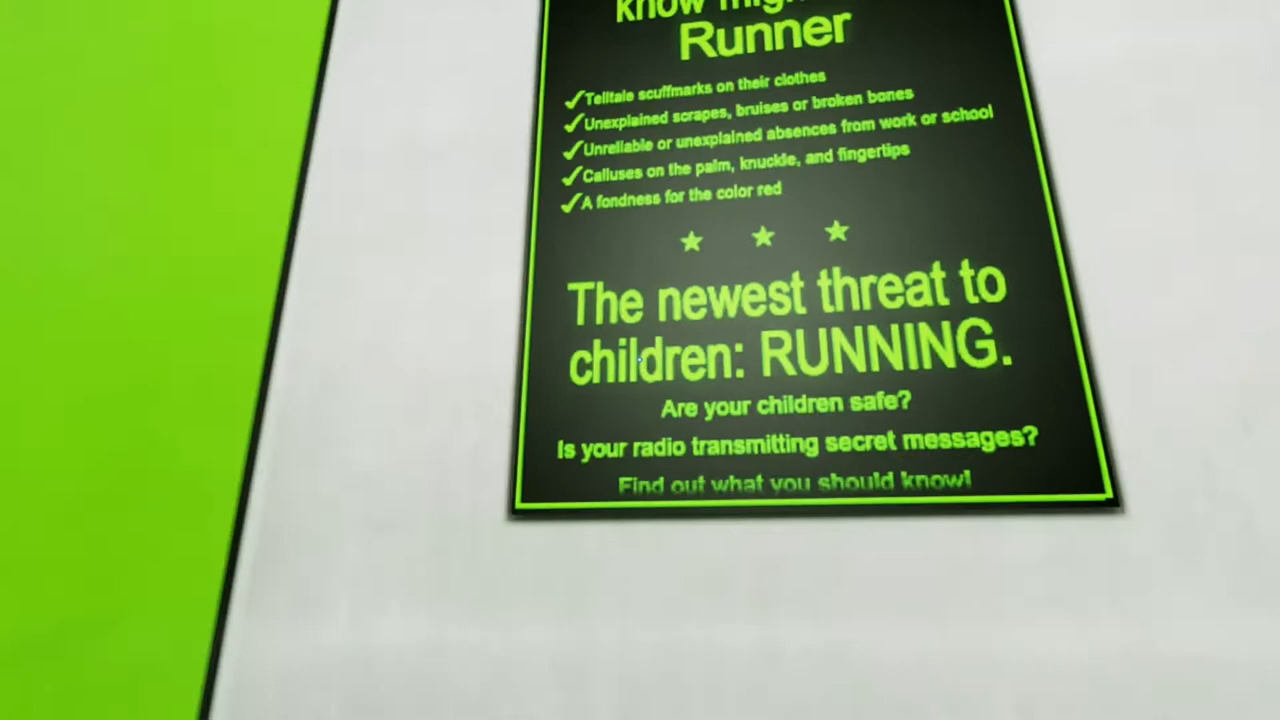 know
Runner
✓Telltale scuffmarks on their clothes
✓Unexplained scrapes, bruises or broken bones
✓Unreliable or unexplained absences from work or school
✓Calluses on the palm, knuckle, and fingertips
✓A fondness for the color red
★ ★ ★
The newest threat to
children: RUNNING.
Are your children safe?
Is your radio transmitting secret messages?
Find out what you should know!